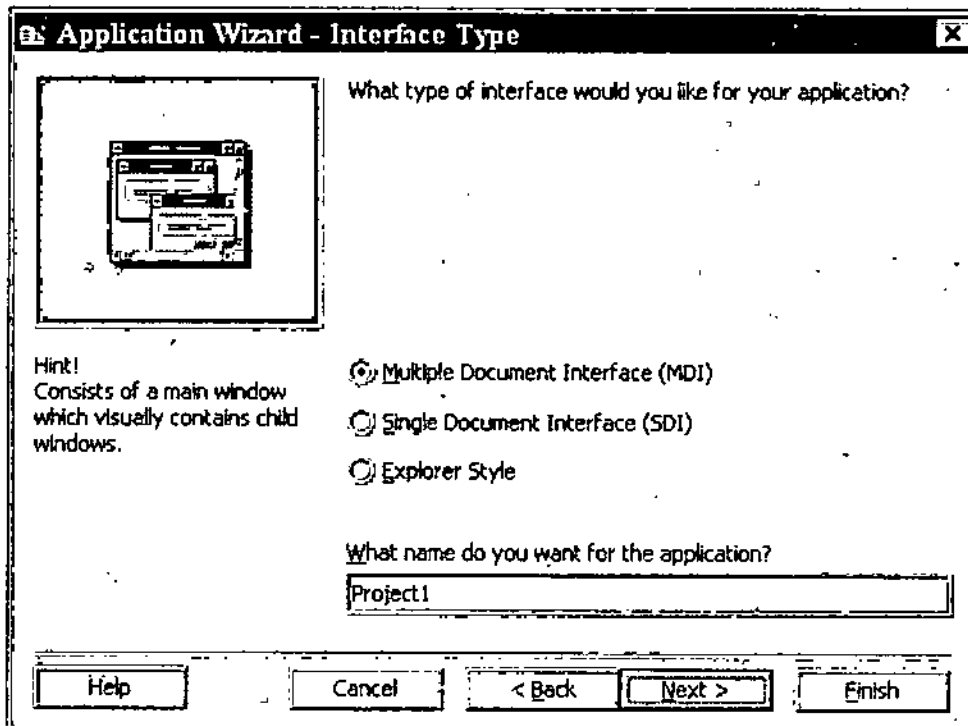 Application Wizard - Interface Type
What type of interface would you like for your application?
Hint!
Consists of a main window
which visually contains child
windows.
Multiple Document Interface (MDI)
Single Document Interface (SDI)
Explorer Style
What name do you want for the application?
Project1
Help
Cancel
< Back
Next >
Finish